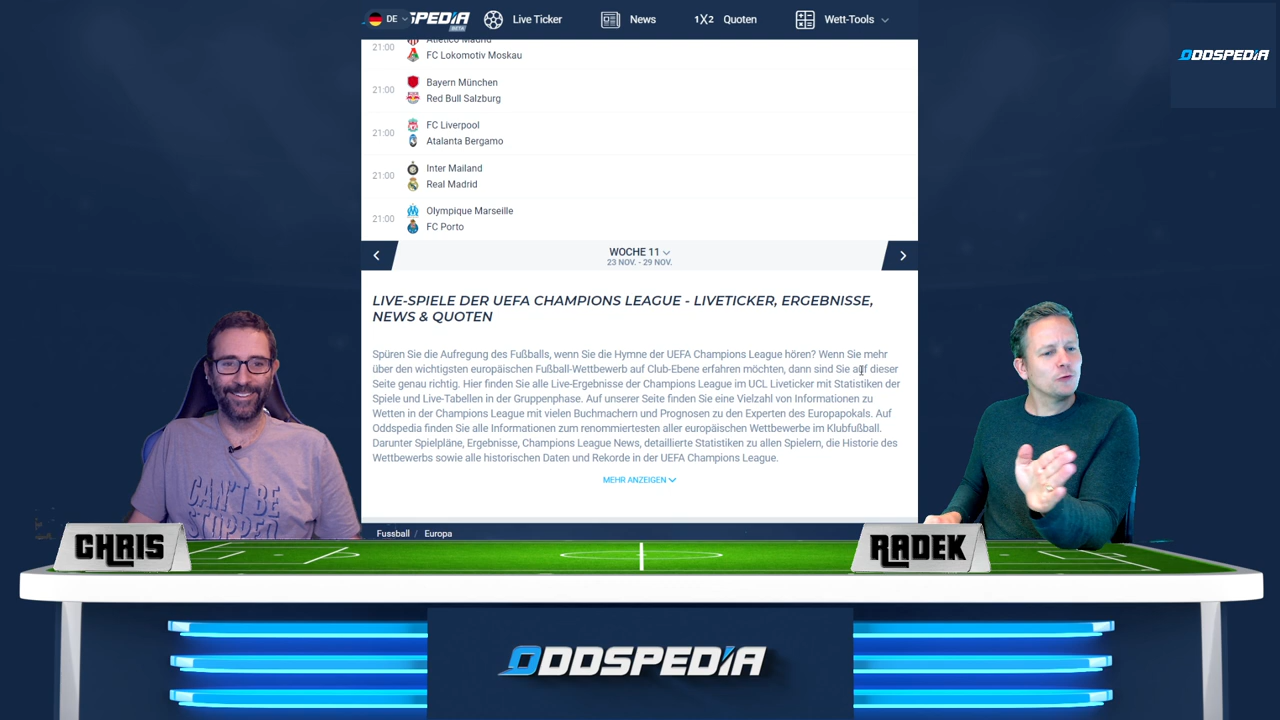 DE
SPEDIA
BETA
Live Ticker
News
1X2 Quoten
Wett-Tools
ODDSPEDIA
21:00
Atletico Madrid
FC Lokomotiv Moskau
21:00
Bayern München
Red Bull Salzburg
21:00
FC Liverpool
Atalanta Bergamo
21:00
Inter Mailand
Real Madrid
21:00
Olympique Marseille
FC Porto
WOCHE 11
23 NOV. - 29 NOV.
LIVE-SPIELE DER UEFA CHAMPIONS LEAGUE - LIVETICKER, ERGEBNISSE,
NEWS & QUOTEN
Spüren Sie die Aufregung des Fußballs, wenn Sie die Hymne der UEFA Champions League hören? Wenn Sie mehr
über den wichtigsten europäischen Fußball-Wettbewerb auf Club-Ebene erfahren möchten, dann sind Sie auf dieser
Seite genau richtig. Hier finden Sie alle Live-Ergebnisse der Champions League im UCL Liveticker mit Statistiken der
Spiele und Live-Tabellen in der Gruppenphase. Auf unserer Seite finden Sie eine Vielzahl von Informationen zu
Wetten in der Champions League mit vielen Buchmachern und Prognosen zu den Experten des Europapokals. Auf
Oddspedia finden Sie alle Informationen zum renommiertesten aller europäischen Wettbewerbe im Klubfußball.
Darunter Spielpläne, Ergebnisse, Champions League News, detaillierte Statistiken zu allen Spielern, die Historie des
Wettbewerbs sowie alle historischen Daten und Rekorde in der UEFA Champions League.
MEHR ANZEIGEN
Fussball / Europa
CAN'T BE
STOPPED
CHRIS
RADEK
ODDSPEDIA